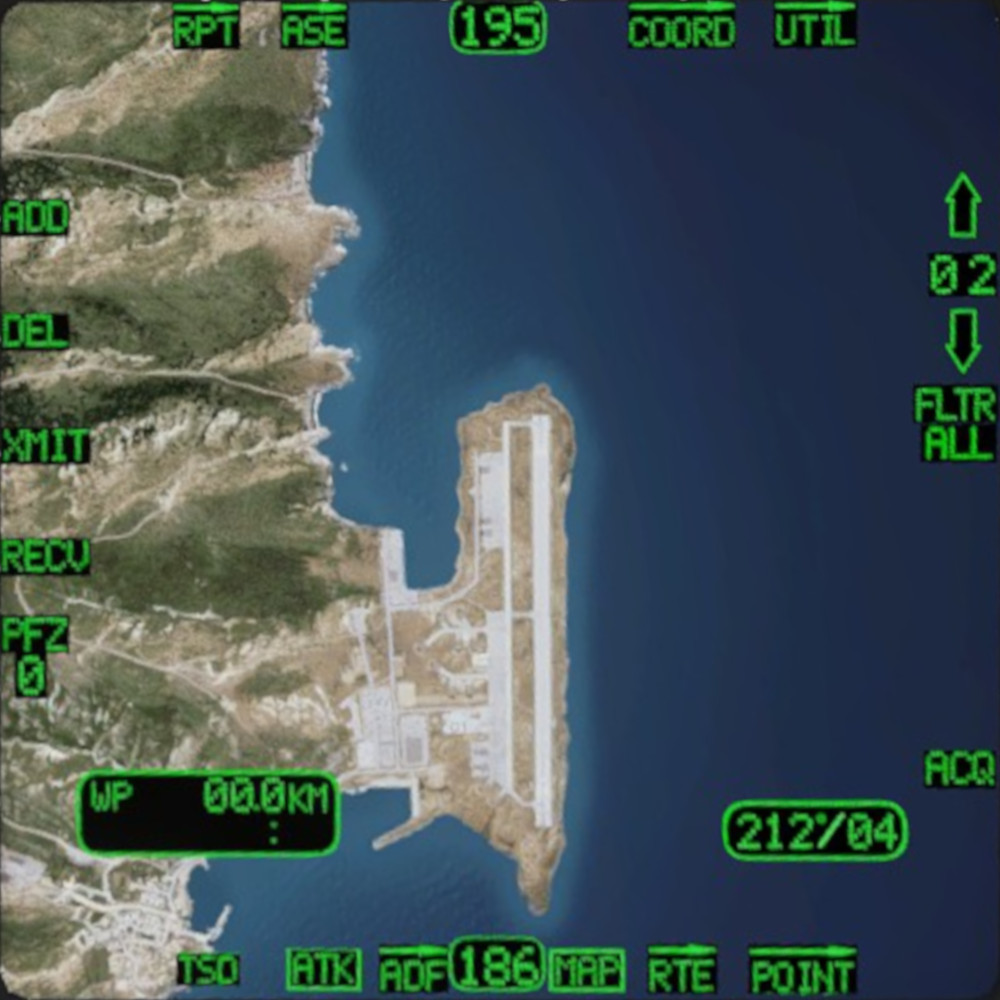 RPT ASE 195 COORD UTIL
ADD
02
DEL
FLTR
ALL
XMIT
RECV
PFZ
0
ACQ
WP 00.0KM
:
212°/04
TSD ATK ADF 186 MAP RTE POINT